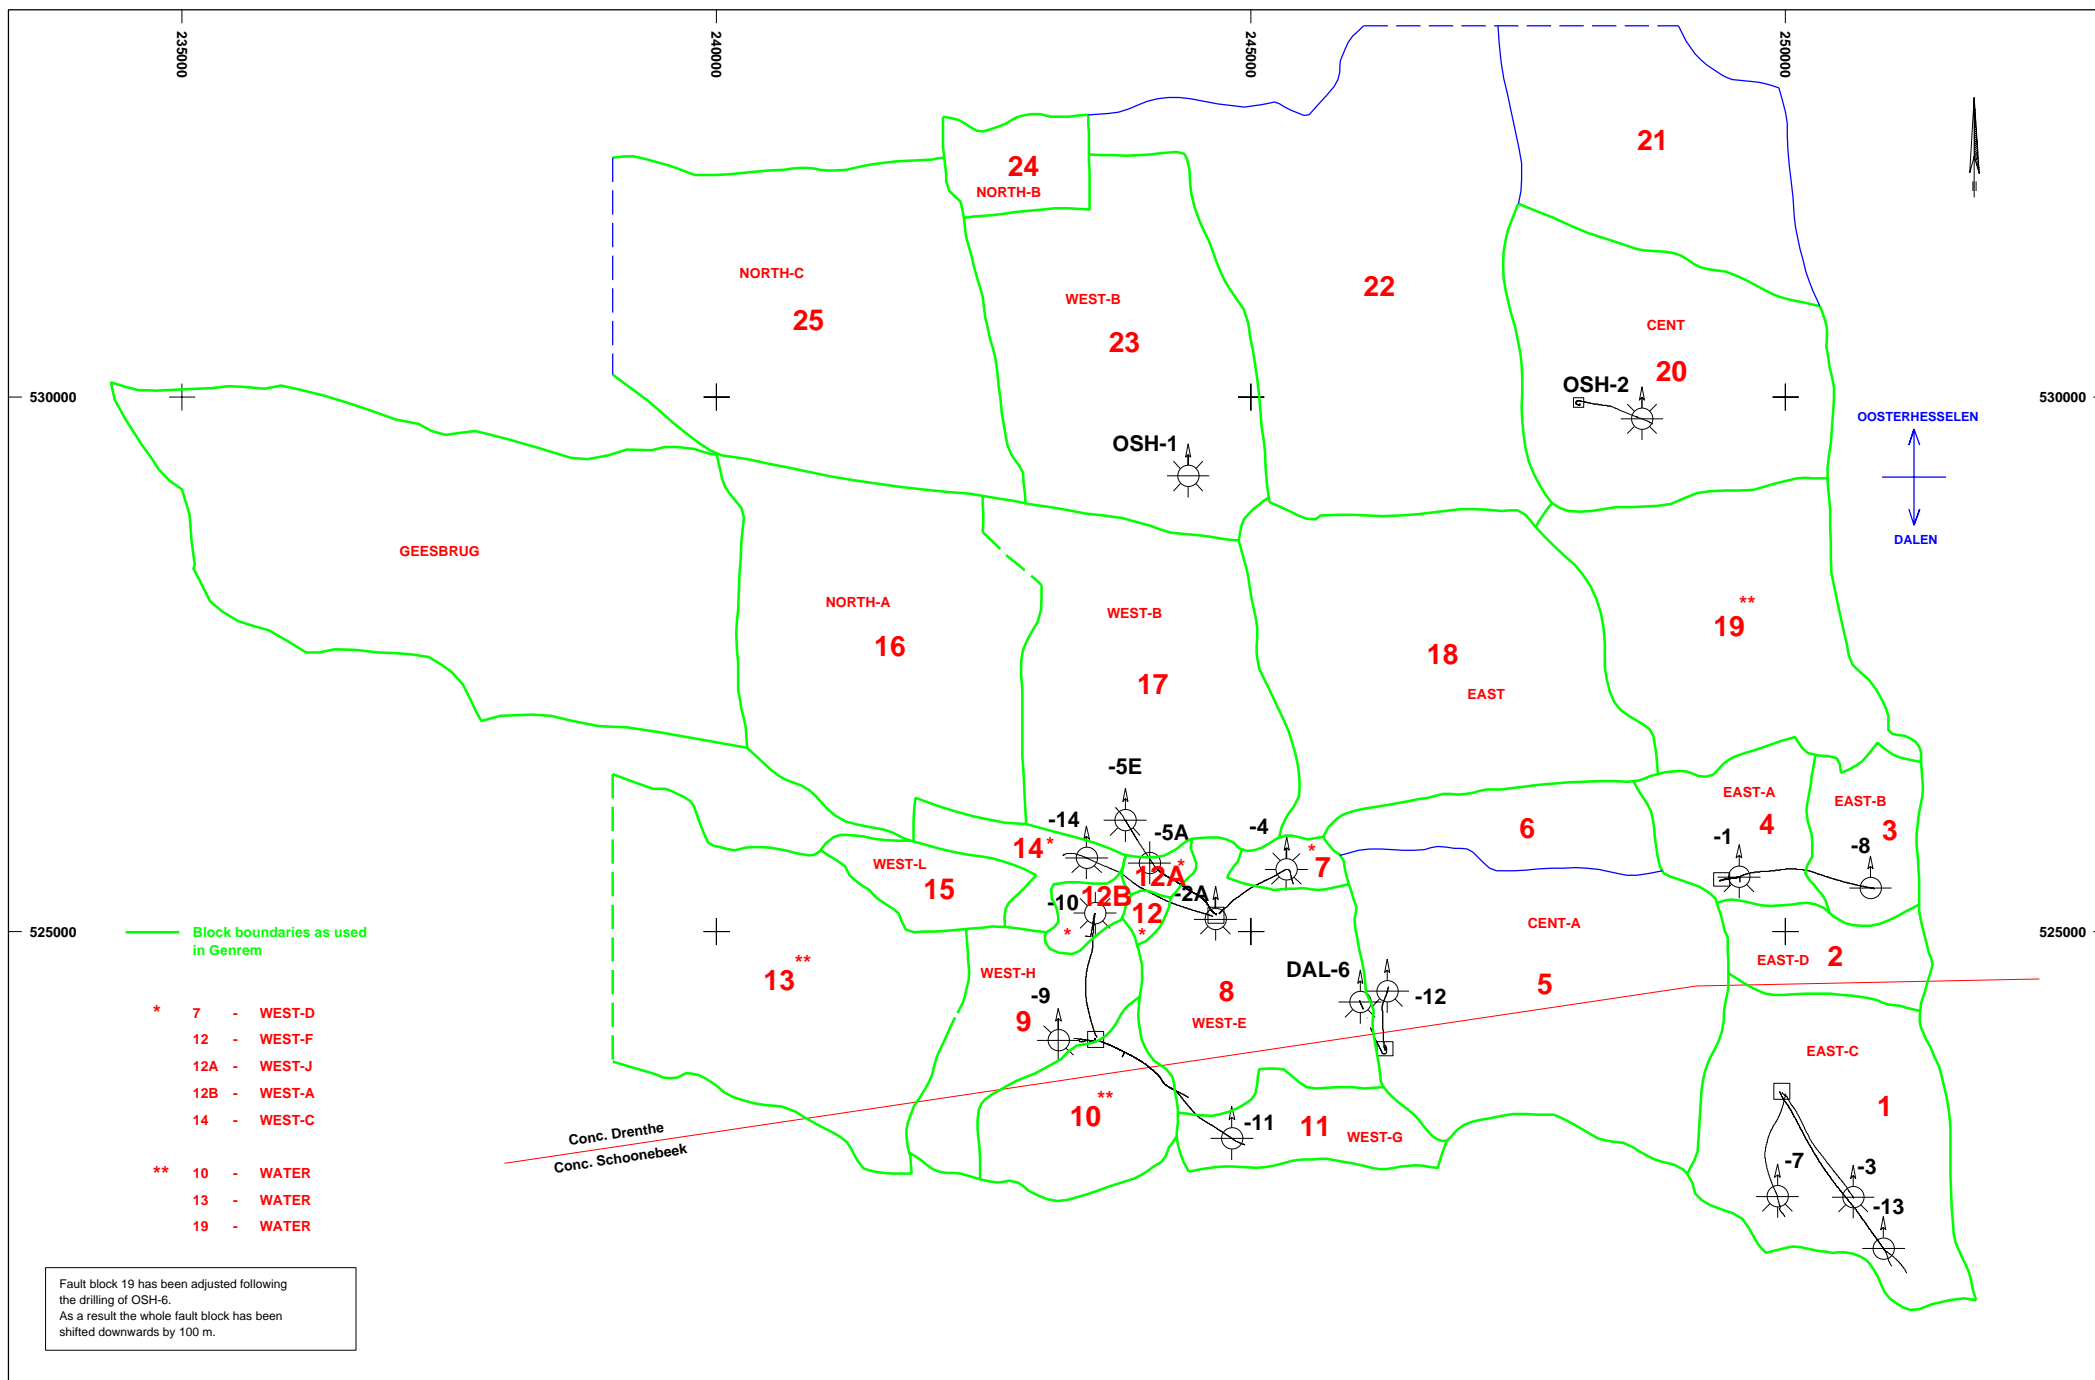 235000
240000
245000
250000
21
24
NORTH-B
NORTH-C
25
WEST-B
23
22
CENT
20
OSH-2
530000
530000
OOSTERHESSELEN
OSH-1
DALEN
GEESBRUG
NORTH-A
16
WEST-B
17
18
EAST
**
19
-5E
EAST-A
4
EAST-B
3
-14
-5A
-4
6
14 *
*
* 7
-1
-8
WEST-L
15
12A
12B
-2A
-10
12
*
*
525000
525000
Block boundaries as used
in Genrem
CENT-A
5
EAST-D 2
13 **
WEST-H
-9
9
8
WEST-E
DAL-6
-12
* 7 - WEST-D
12 - WEST-F
12A - WEST-J
12B - WEST-A
14 - WEST-C
** 10 - WATER
13 - WATER
19 - WATER
EAST-C
1
10 **
-11
11
WEST-G
Conc. Drenthe
Conc. Schoonebeek
-7
-3
-13
Fault block 19 has been adjusted following
the drilling of OSH-6.
As a result the whole fault block has been
shifted downwards by 100 m.